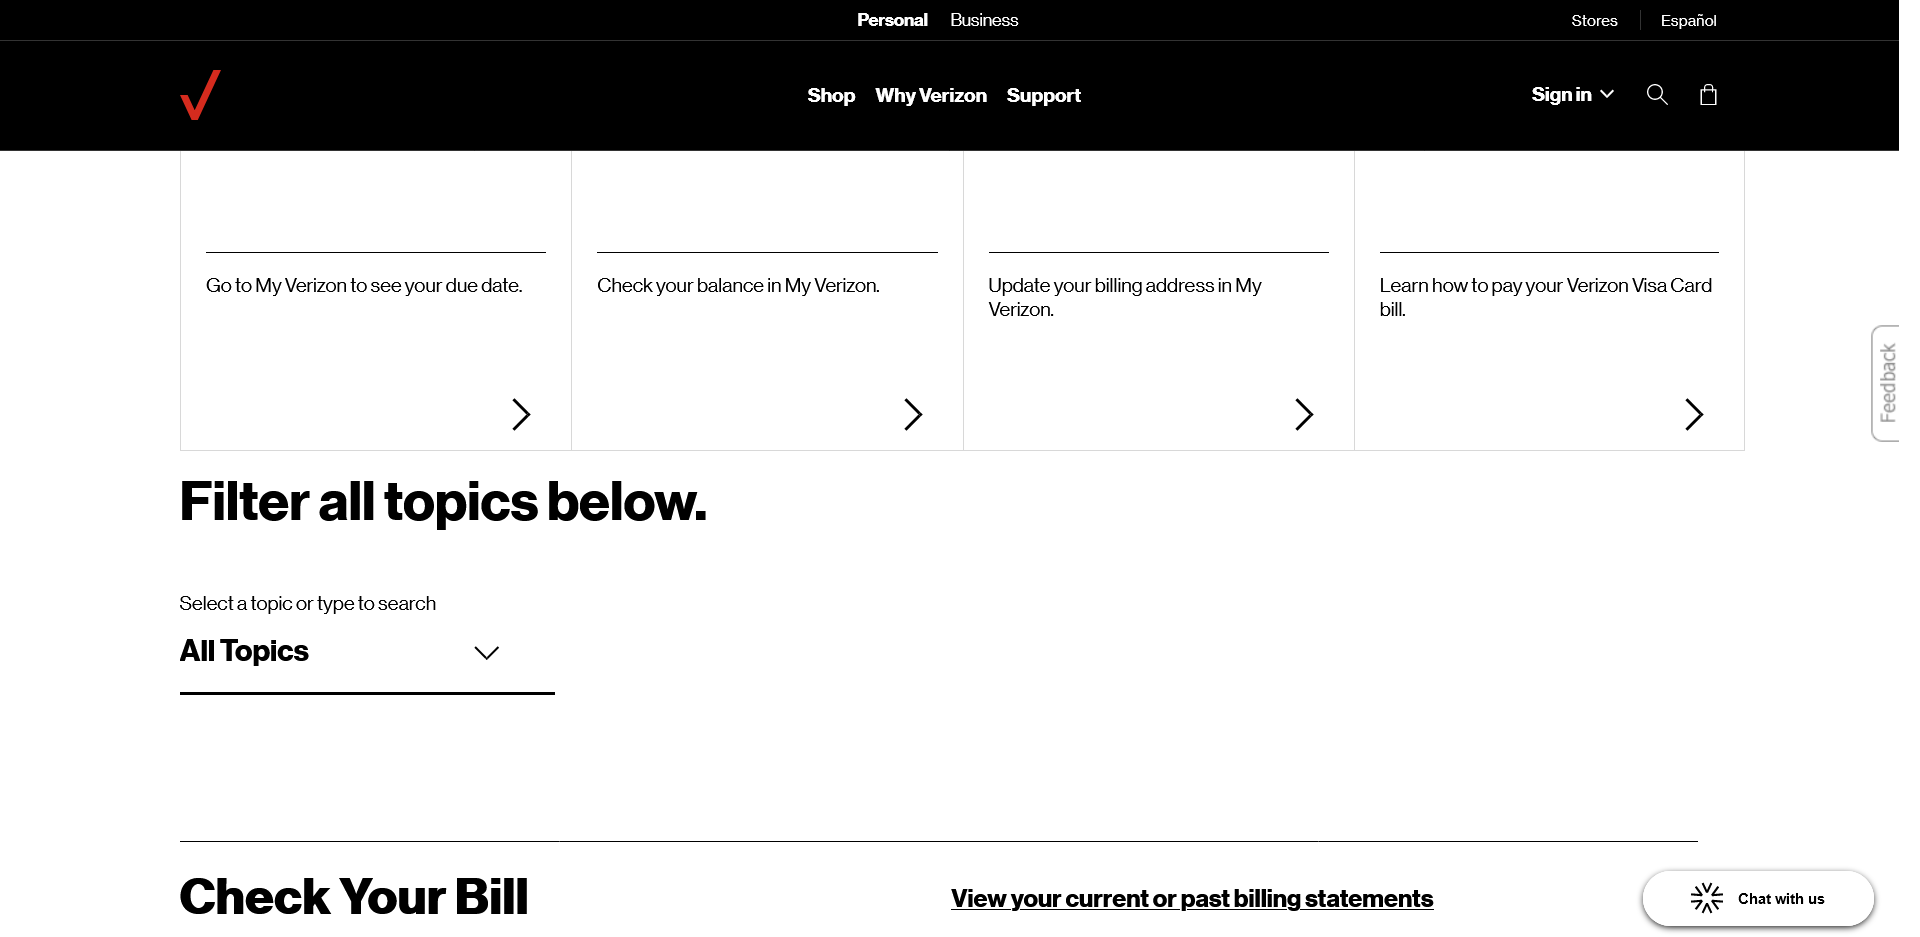 Personal Business Stores Español
Shop Why Verizon Support Sign in
Go to My Verizon to see your due date.
Check your balance in My Verizon.
Update your billing address in My
Verizon.
Learn how to pay your Verizon Visa Card
bill.
Feedback
Filter all topics below.
Select a topic or type to search
All Topics
Check Your Bill
View your current or past billing statements
Chat with us